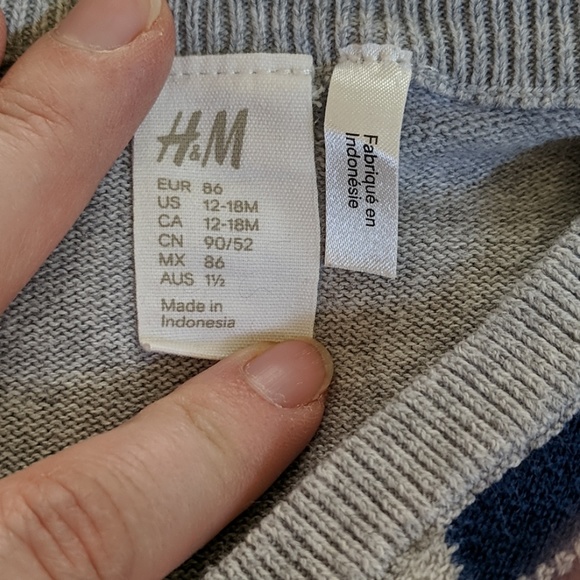 H&M
EUR 86
US 12-18M
CA 12-18M
CN 90/52
MX 86
AUS 1½
Made in
Indonesia
Fabriqué en
Indonésie